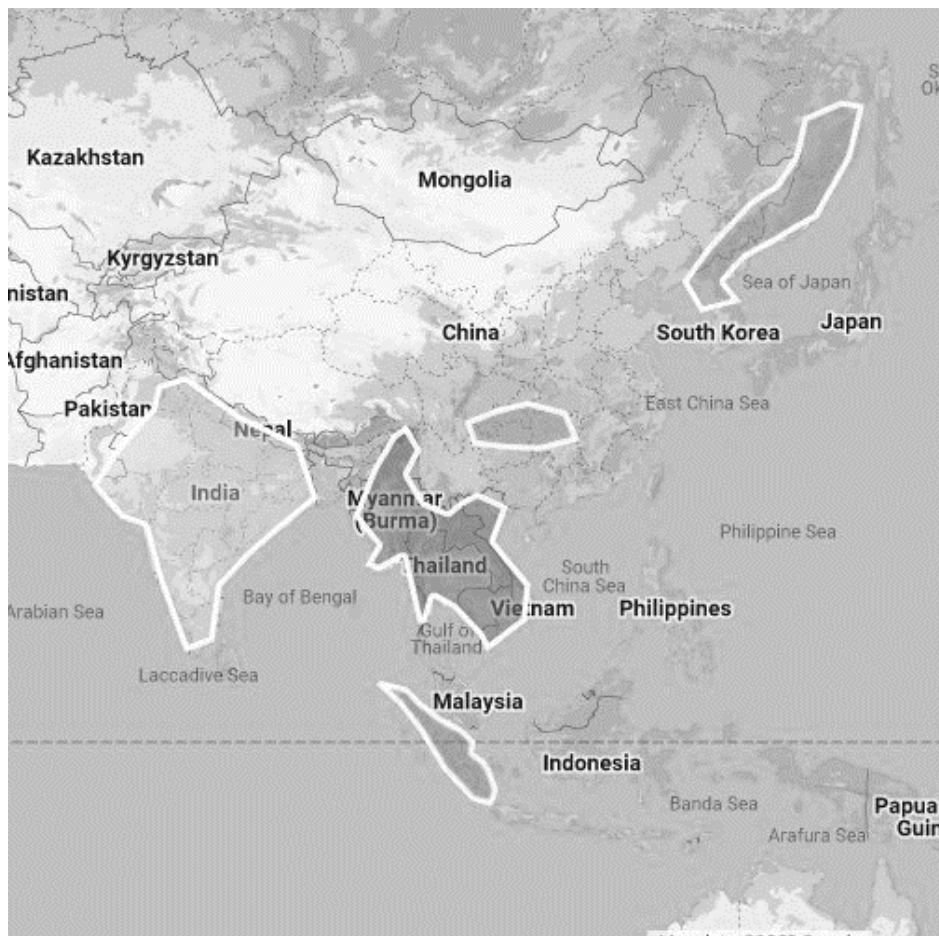 S
Ok
Kazakhstan
Mongolia
Kyrgyzstan
nistan
Sea of Japan
China
South Korea
Japan
Afghanistan
Pakistan
East China Sea
Nepal
India
Myanmar
(Burma)
Philippine Sea
Thailand
South
China Sea
Bay of Bengal
Arabian Sea
Vietnam
Philippines
Gulf of
Thailand
Laccadive Sea
Malaysia
Indonesia
Banda Sea
Papua
Guin
Arafura Sea